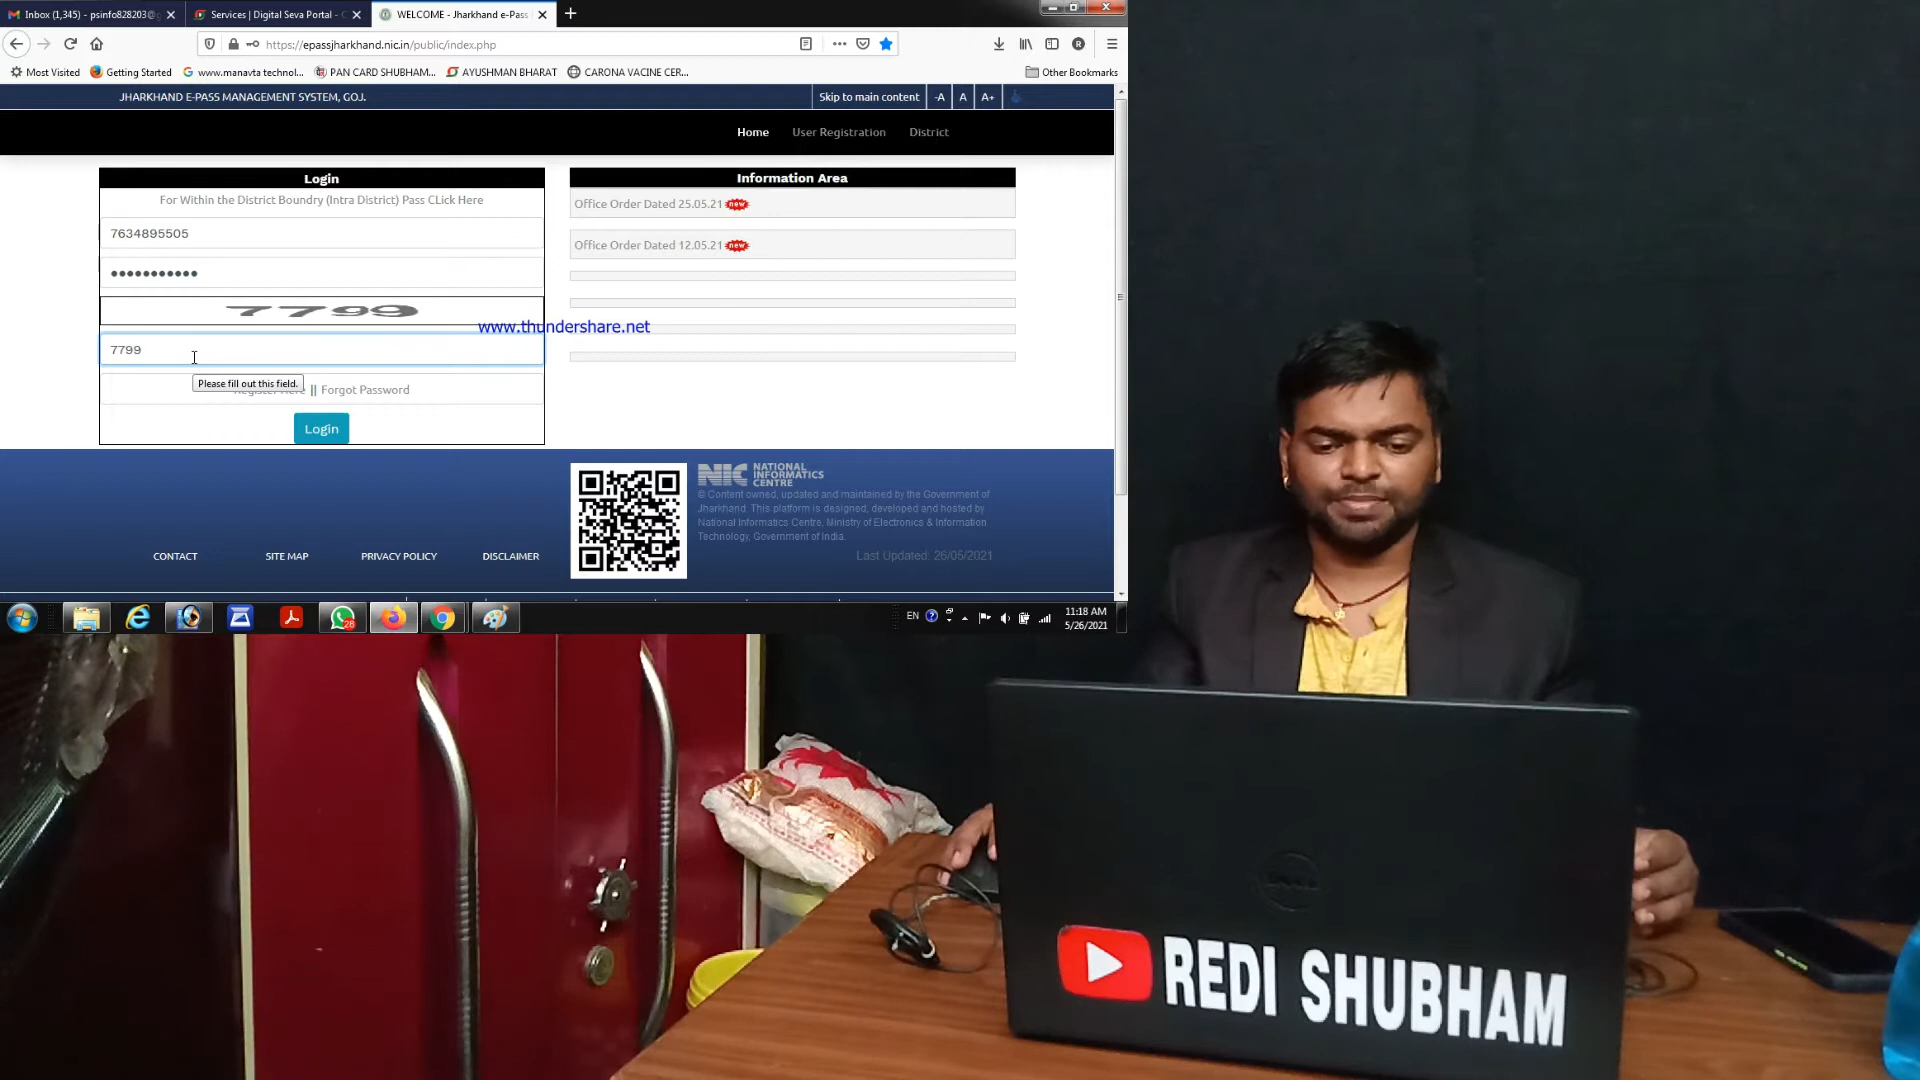 Inbox (1,345) - psinfo828203@g
Services | Digital Seva Portal - C
WELCOME - Jharkhand e-Pass
https://epassjharkhand.nic.in/public/index.php
Most Visited
Getting Started
www.manavta technol...
PAN CARD SHUBHAM...
AYUSHMAN BHARAT
CARONA VACINE CER...
Other Bookmarks
JHARKHAND E-PASS MANAGEMENT SYSTEM, GOJ.
Skip to main content
-A
A
A+
Home
User Registration
District
Login
For Within the District Boundry (Intra District) Pass CLick Here
7634895505
7799
www.thundershare.net
7799
Please fill out this field.
Register Here || Forgot Password
Login
Information Area
Office Order Dated 25.05.21 new
Office Order Dated 12.05.21 new
NIC NATIONAL
INFORMATICS
CENTRE
© Content owned, updated and maintained by the Government of
Jharkhand. This platform is designed, developed and hosted by
National Informatics Centre, Ministry of Electronics & Information
Technology, Government of India.
Last Updated: 26/05/2021
CONTACT
SITE MAP
PRIVACY POLICY
DISCLAIMER
28
EN
11:18 AM
5/26/2021
DELL
REDI SHUBHAM